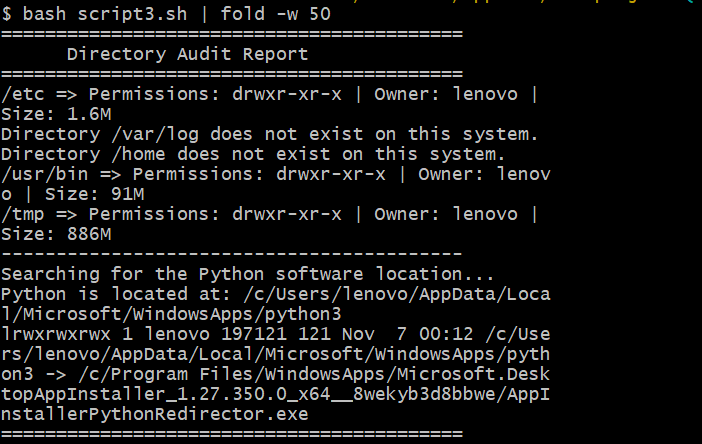 $ bash script3.sh | fold -w 50
==========================================
      Directory Audit Report
==========================================
/etc => Permissions: drwxr-xr-x | Owner: lenovo |
Size: 1.6M
Directory /var/log does not exist on this system.
Directory /home does not exist on this system.
/usr/bin => Permissions: drwxr-xr-x | Owner: lenov
o | Size: 91M
/tmp => Permissions: drwxr-xr-x | Owner: lenovo |
Size: 886M
------------------------------------------
Searching for the Python software location...
Python is located at: /c/Users/lenovo/AppData/Loca
l/Microsoft/WindowsApps/python3
lrwxrwxrwx 1 lenovo 197121 121 Nov  7 00:12 /c/Use
rs/lenovo/AppData/Local/Microsoft/WindowsApps/pyth
on3 -> /c/Program Files/WindowsApps/Microsoft.Desk
topAppInstaller_1.27.350.0_x64__8wekyb3d8bbwe/AppI
nstallerPythonRedirector.exe
==========================================